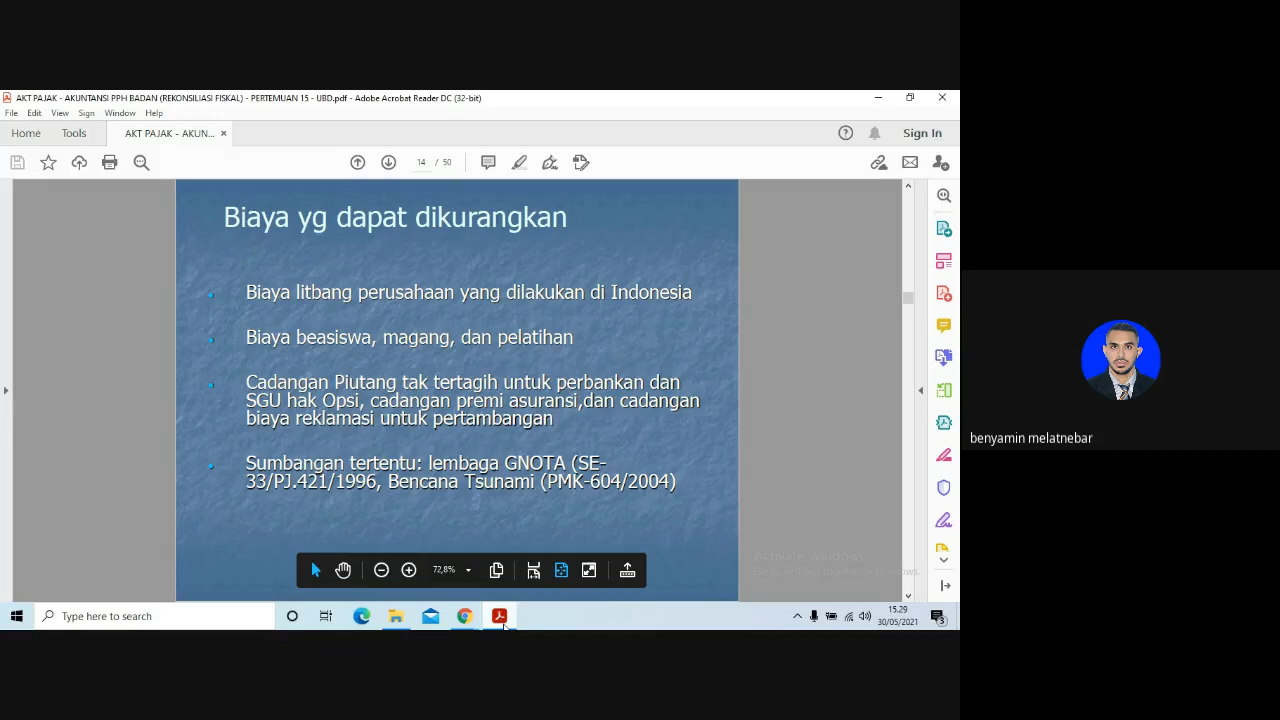 AKT PAJAK - AKUNTANSI PPH BADAN (REKONSILIASI FISKAL) - PERTEMUAN 15 - UBD.pdf - Adobe Acrobat Reader DC (32-bit)
File Edit View Sign Window Help
Home Tools AKT PAJAK - AKUN... × Sign In
14 / 50
Biaya yg dapat dikurangkan
Biaya litbang perusahaan yang dilakukan di Indonesia
Biaya beasiswa, magang, dan pelatihan
Cadangan Piutang tak tertagih untuk perbankan dan
SGU hak Opsi, cadangan premi asuransi,dan cadangan
biaya reklamasi untuk pertambangan
Sumbangan tertentu: lembaga GNOTA (SE-
33/PJ.421/1996, Bencana Tsunami (PMK-604/2004)
benyamin melatnebar
Activate Windows
72,8%
Type here to search
15.29
30/05/2021
3